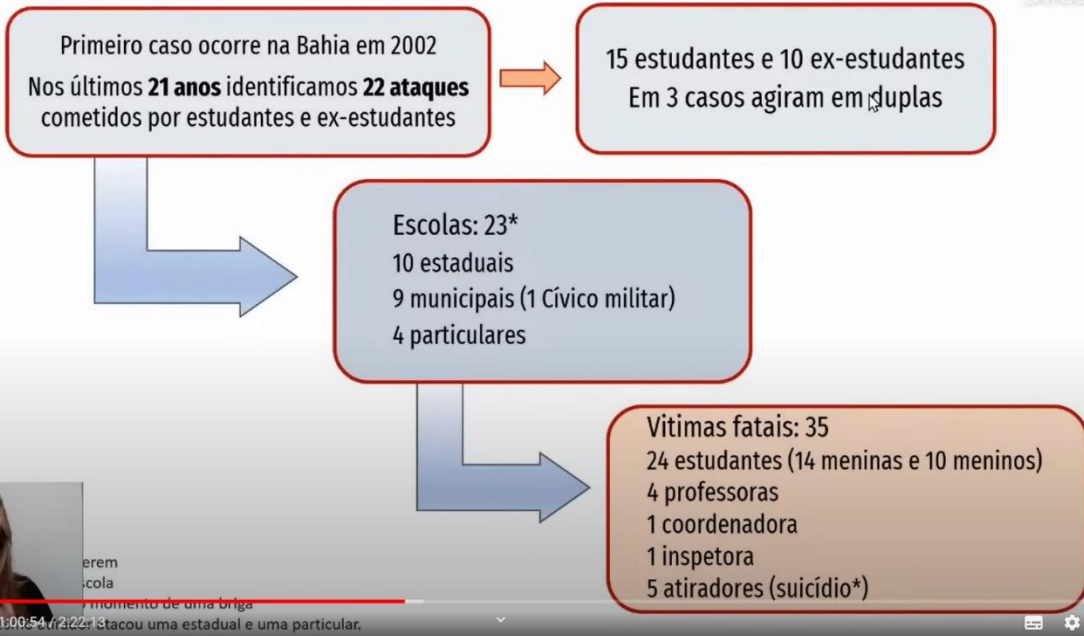 Primeiro caso ocorre na Bahia em 2002
Nos últimos 21 anos identificamos 22 ataques
cometidos por estudantes e ex-estudantes
15 estudantes e 10 ex-estudantes
Em 3 casos agiram em duplas
Escolas: 23*
10 estaduais
9 municipais (1 Cívico militar)
4 particulares
Vitimas fatais: 35
24 estudantes (14 meninas e 10 meninos)
4 professoras
1 coordenadora
1 inspetora
5 atiradores (suicídio*)
erem
scola
momento de uma briga
atacou uma estadual e uma particular.
1:00:54 / 2:22:13